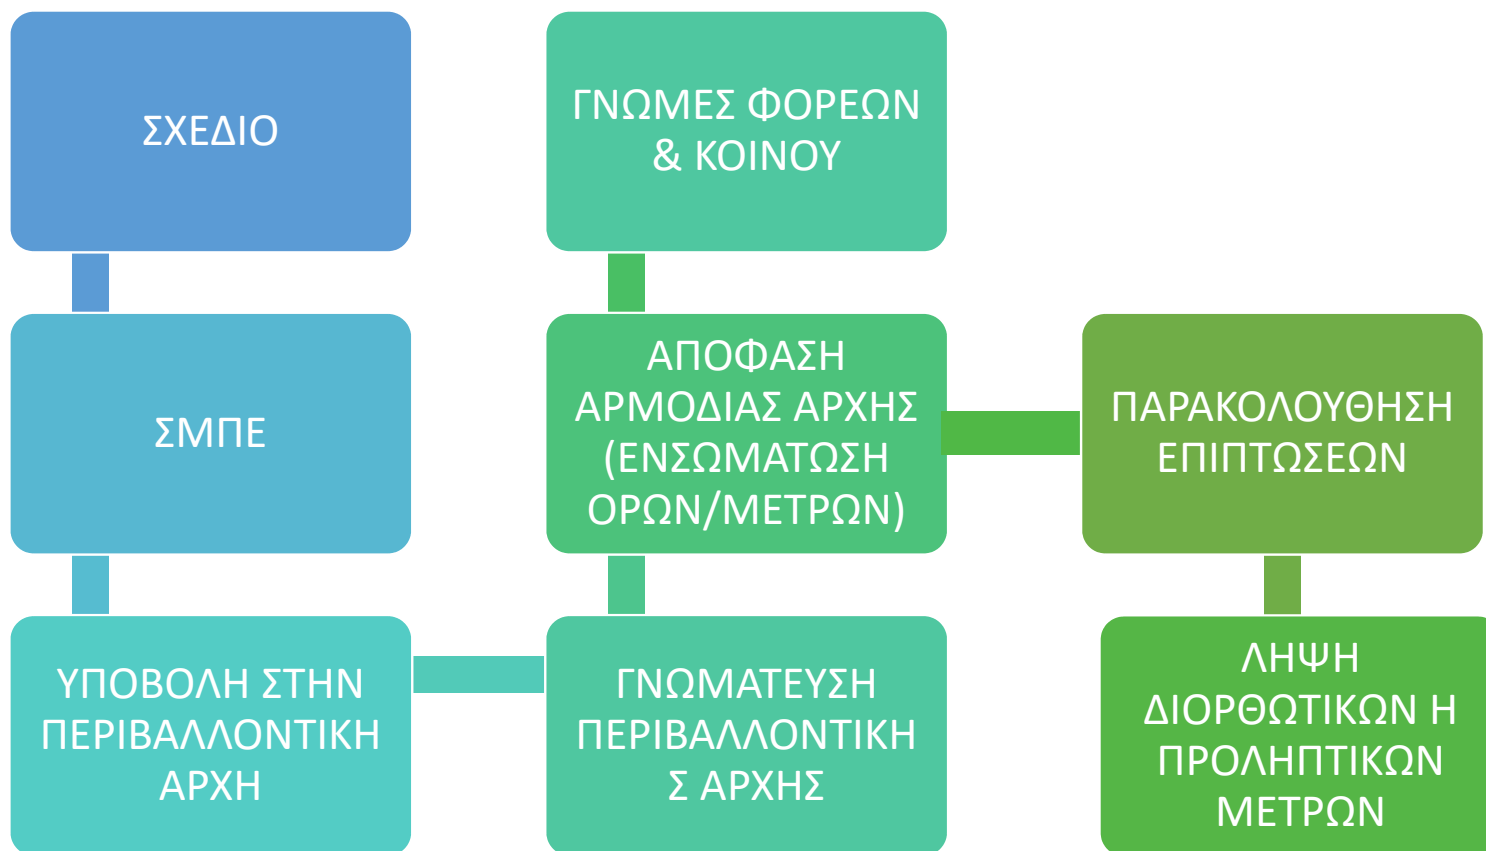 ΣΧΕΔΙΟ
ΣΜΠΕ
ΥΠΟΒΟΛΗ ΣΤΗΝ
ΠΕΡΙΒΑΛΛΟΝΤΙΚΗ
ΑΡΧΗ
ΓΝΩΜΕΣ ΦΟΡΕΩΝ
& ΚΟΙΝΟΥ
ΑΠΟΦΑΣΗ
ΑΡΜΟΔΙΑΣ ΑΡΧΗΣ
(ΕΝΣΩΜΑΤΩΣΗ
ΟΡΩΝ/ΜΕΤΡΩΝ)
ΓΝΩΜΑΤΕΥΣΗ
ΠΕΡΙΒΑΛΛΟΝΤΙΚΗ
Σ ΑΡΧΗΣ
ΠΑΡΑΚΟΛΟΥΘΗΣΗ
ΕΠΙΠΤΩΣΕΩΝ
ΛΗΨΗ
ΔΙΟΡΘΩΤΙΚΩΝ Η
ΠΡΟΛΗΠΤΙΚΩΝ
ΜΕΤΡΩΝ